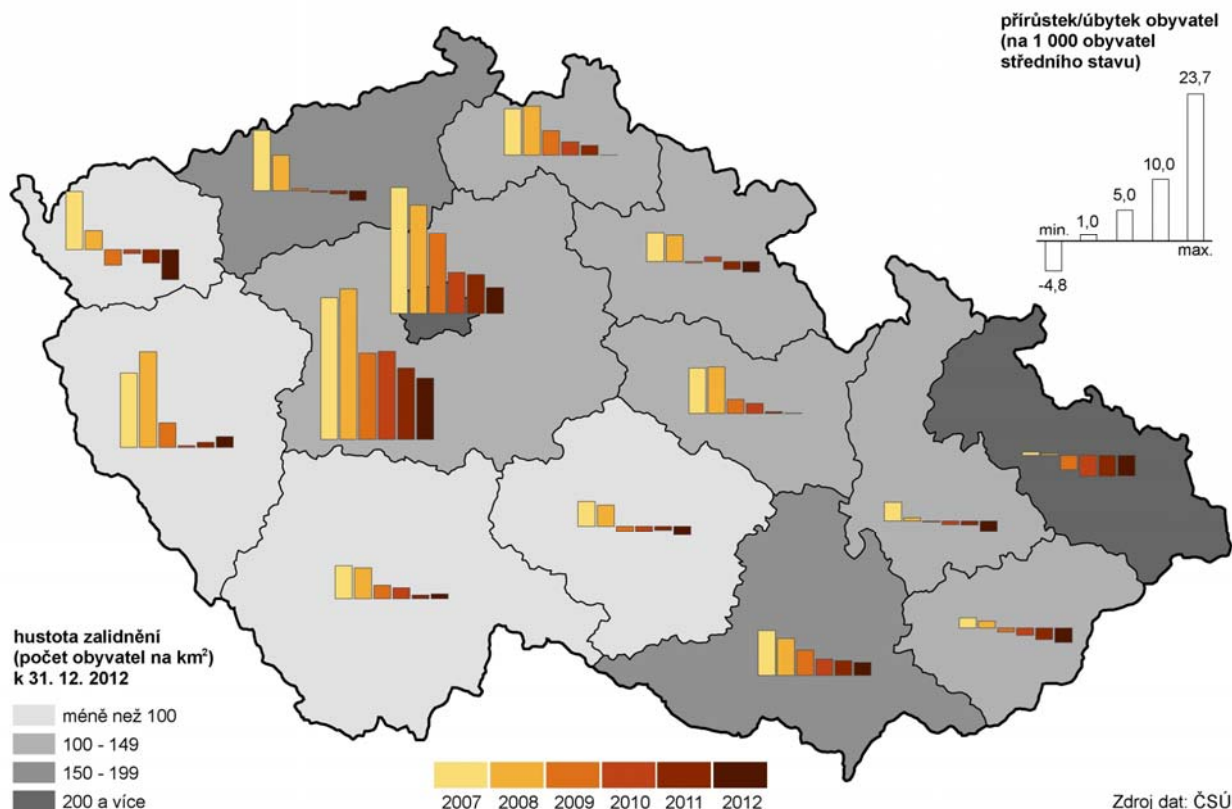 přírůstek/úbytek obyvatel
(na 1 000 obyvatel
středního stavu)
23,7
10,0
5,0
1,0
min.
max.
-4,8
hustota zalidnění
(počet obyvatel na km²)
k 31. 12. 2012
méně než 100
100 - 149
150 - 199
200 a více
2007 2008 2009 2010 2011 2012
Zdroj dat: ČSÚ